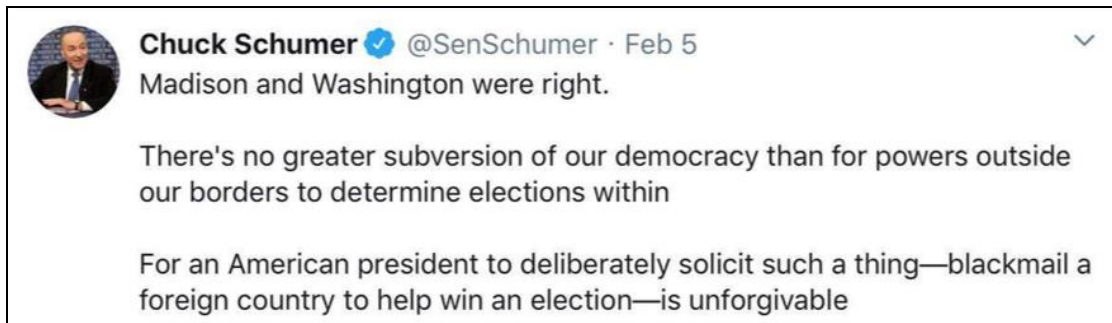 Chuck Schumer @SenSchumer · Feb 5
Madison and Washington were right.
There's no greater subversion of our democracy than for powers outside
our borders to determine elections within
For an American president to deliberately solicit such a thing—blackmail a
foreign country to help win an election—is unforgivable